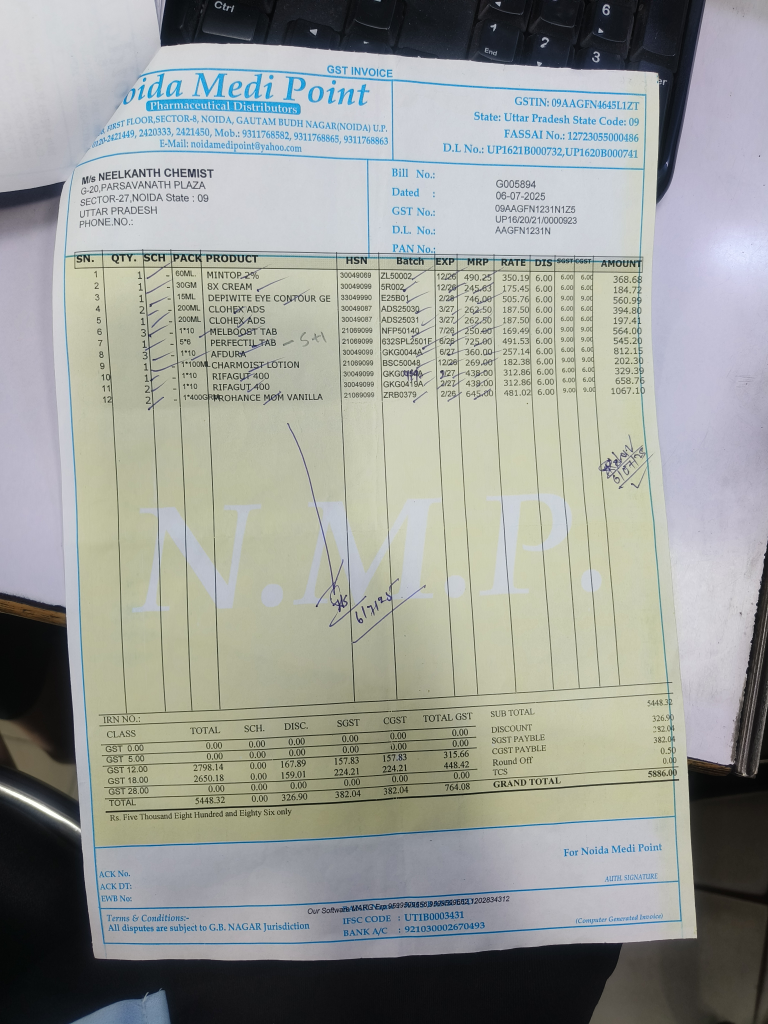 GST INVOICE
oida Medi Point
Pharmaceutical Distributors
FIRST FLOOR,SECTOR-8, NOIDA, GAUTAM BUDH NAGAR(NOIDA) U.P.
0120-2421449, 2420333, 2421450, Mob.: 9311768582, 9311768865, 9311768863
E-Mail: noidamedipoint@yahoo.com
GSTIN: 09AAGFN4645L1ZT
State: Uttar Pradesh State Code: 09
FASSAI No.: 12723055000486
D.L No.: UP1621B000732,UP1620B000741
M/s NEELKANTH CHEMIST
G-20,PARSAVANATH PLAZA
SECTOR-27,NOIDA State : 09
UTTAR PRADESH
PHONE.NO.:
Bill No.: G005894
Dated : 06-07-2025
GST No.: 09AAGFN1231N1Z5
D.L. No.: UP16/20/21/0000923
PAN No.: AAGFN1231N
SN. QTY. SCH PACK PRODUCT HSN Batch EXP MRP RATE DIS SGST CGST AMOUNT
1 1 - 60ML. MINTOP 2% 30049069 ZL50002 12/26 490.25 350.19 6.00 6.00 6.00 368.68
2 1 - 30GM 8X CREAM 30049099 5R002 12/26 245.63 175.45 6.00 6.00 6.00 184.72
3 1 - 15ML DEPIWITE EYE CONTOUR GE 33049990 E25B01 2/28 746.00 505.76 6.00 9.00 9.00 560.99
4 2 - 200ML CLOHEX ADS 30049087 ADS25030 3/27 262.50 187.50 6.00 6.00 6.00 394.80
5 1 - 200ML CLOHEX ADS 30049087 ADS25031 3/27 262.50 187.50 6.00 6.00 6.00 197.41
6 3 - 1*10 MELBOOST TAB 21069099 NFP50140 7/26 250.00 169.49 6.00 9.00 9.00 564.00
7 1 - 5*6 PERFECTIL TAB - 5+1 21069099 632SPL2501F 6/26 725.00 491.53 6.00 9.00 9.00 545.20
8 3 - 1*10 AFDURA 30049099 GKG0044A 6/27 360.00 257.14 6.00 6.00 6.00 812.15
9 1 - 1*100ML CHARMOIST LOTION 30049099 BSC50048 12/26 269.00 182.38 6.00 9.00 9.00 202.30
10 1 - 1*10 RIFAGUT 400 30049099 438.00 312.86 6.00 6.00 6.00 329.39
11 2 - 1*10 RIFAGUT 400 30049099 GKG0419A 2/27 438.00 312.86 6.00 6.00 6.00 658.76
12 2 - 1*400GRM PROHANCE MOM VANILLA 21069099 ZRB0379 2/26 645.00 481.02 6.00 9.00 9.00 1067.10
6/07/25
6/7/25
N.M.P.
IRN NO.:
CLASS TOTAL SCH. DISC. SGST CGST TOTAL GST
GST 0.00 0.00 0.00 0.00 0.00 0.00 0.00
GST 5.00 0.00 0.00 0.00 0.00 0.00 0.00
GST 12.00 2798.14 0.00 167.89 157.83 157.83 315.66
GST 18.00 2650.18 0.00 159.01 224.21 224.21 448.42
GST 28.00 0.00 0.00 0.00 0.00 0.00 0.00
TOTAL 5448.32 0.00 326.90 382.04 382.04 764.08
SUB TOTAL 5448.32
DISCOUNT 326.90
SGST PAYBLE 382.04
CGST PAYBLE 382.04
Round Off 0.50
TCS
GRAND TOTAL 5886.00
Rs. Five Thousand Eight Hundred and Eighty Six only
For Noidа Medi Point
AUTH. SIGNATURE
ACK No.
ACK DT:
EWB No:
Our Software MARG Erp
Terms & Conditions:-
All disputes are subject to G.B. NAGAR Jurisdiction
IFSC CODE : UTIB0003431
BANK A/C : 921030002670493
(Computer Generated Invoice)